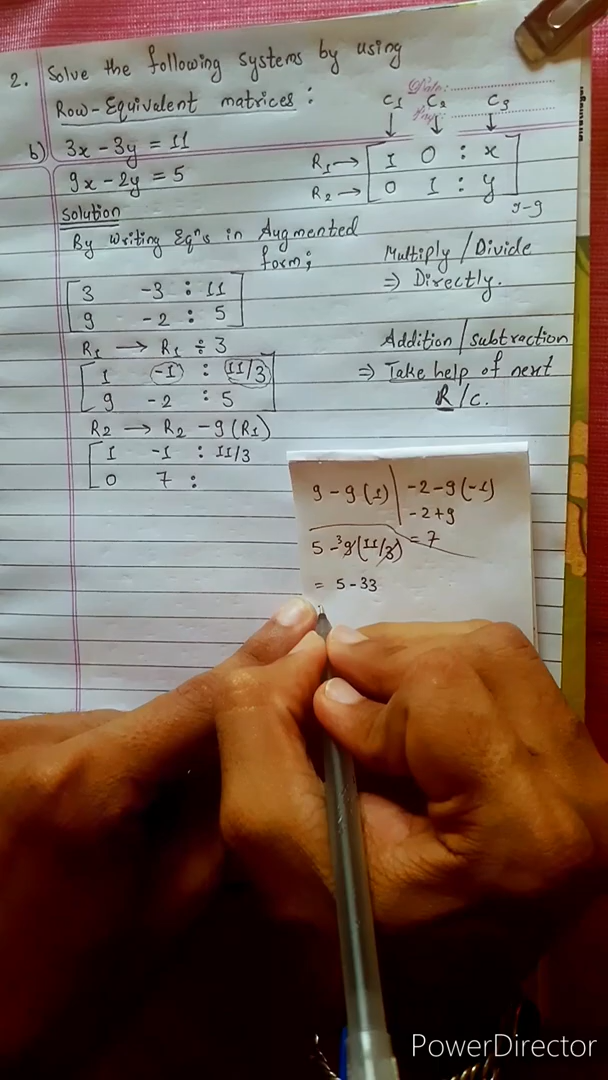 2. Solve the following systems by using
Row-Equivalent matrices :
Date:
C1 C2 C3
↓ ↓ ↓
b) 3x - 3y = 11
9x - 2y = 5
R1 → [ 1 0 : x ]
R2 → [ 0 1 : y ]
9-9
Solution
By writing Eqns in Augmented
form;
[ 3 -3 : 11 ]
[ 9 -2 : 5 ]
R1 → R1 ÷ 3
[ 1 -1 : 11/3 ]
[ 9 -2 : 5 ]
R2 → R2 - 9(R1)
[ 1 -1 : 11/3
[ 0 7 :
Multiply/Divide
⇒ Directly.
Addition/subtraction
⇒ Take help of next
R/C.
9 - 9(1) | -2 - 9(-1)
-2+9
= 7
5 - 9(11/3) 3
= 5-33
PowerDirector